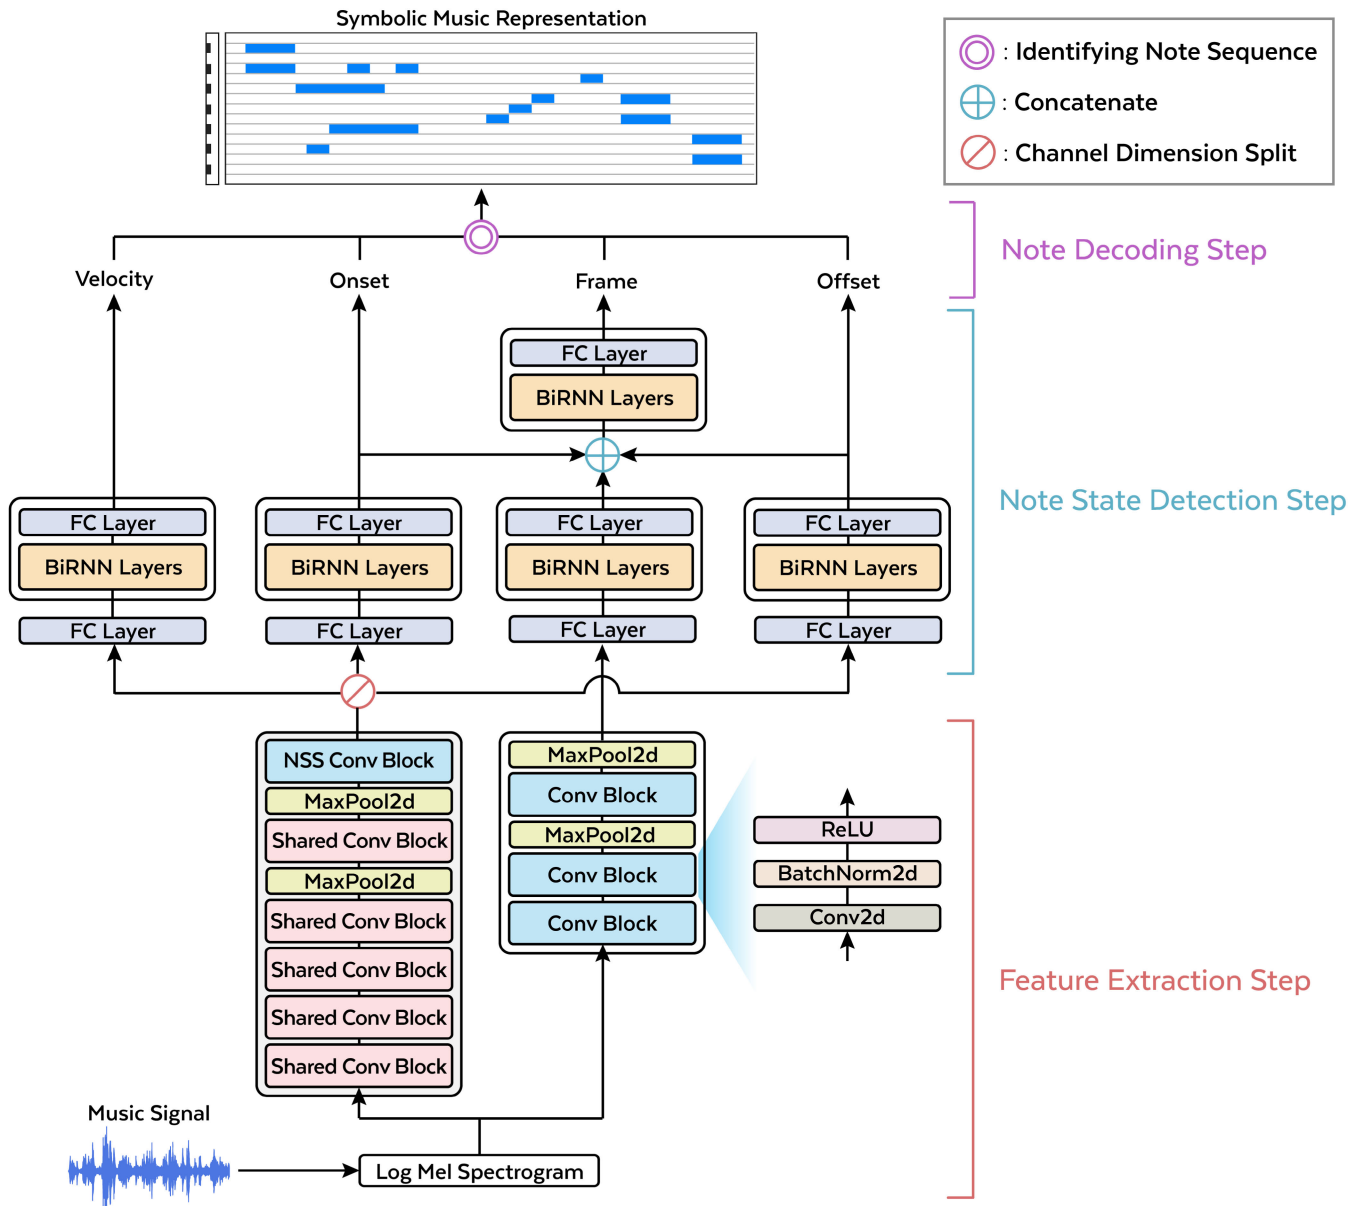 Symbolic Music Representation
: Identifying Note Sequence
: Concatenate
: Channel Dimension Split
Note Decoding Step
Velocity
Onset
Frame
Offset
FC Layer
BiRNN Layers
Note State Detection Step
FC Layer
BiRNN Layers
FC Layer
FC Layer
BiRNN Layers
FC Layer
FC Layer
BiRNN Layers
FC Layer
FC Layer
BiRNN Layers
FC Layer
NSS Conv Block
MaxPool2d
Shared Conv Block
MaxPool2d
Shared Conv Block
Shared Conv Block
Shared Conv Block
Shared Conv Block
MaxPool2d
Conv Block
MaxPool2d
Conv Block
Conv Block
ReLU
BatchNorm2d
Conv2d
Feature Extraction Step
Music Signal
Log Mel Spectrogram